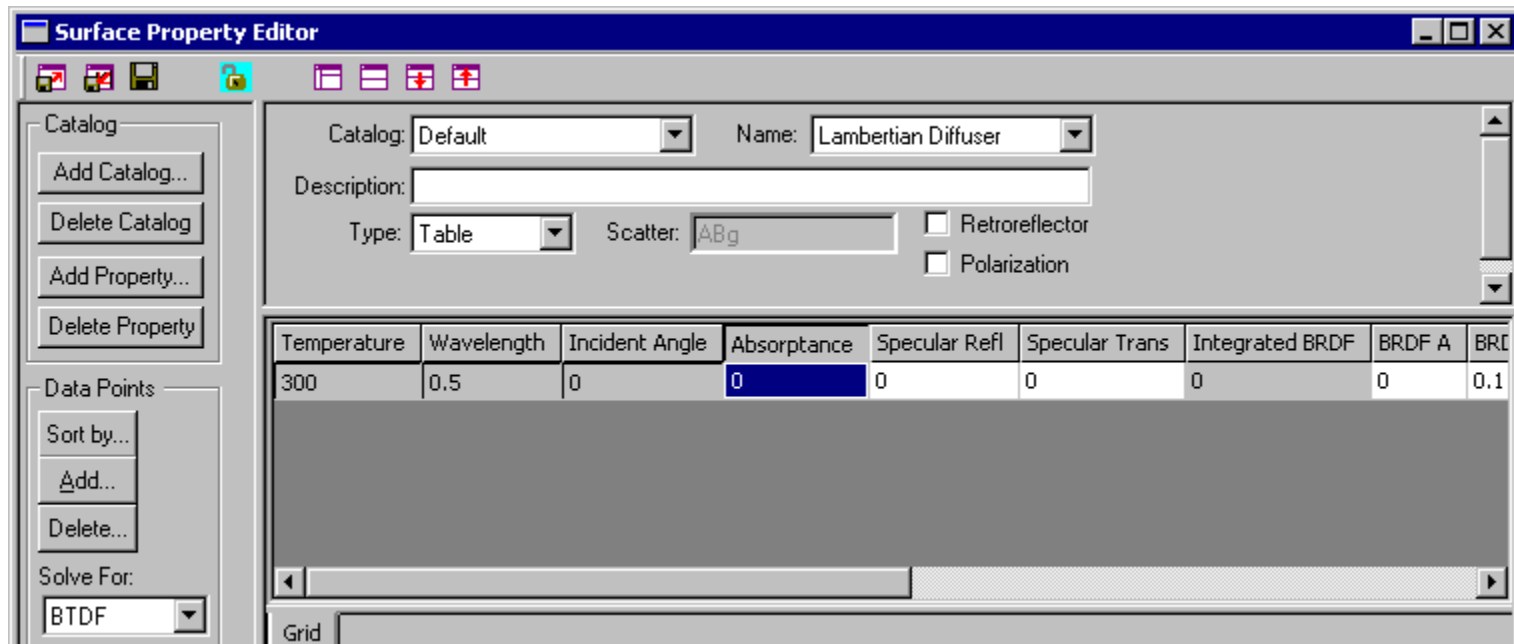 Surface Property Editor
Catalog
Add Catalog...
Delete Catalog
Add Property...
Delete Property
Data Points
Sort by...
Add...
Delete...
Solve For:
BTDF
Catalog: Default Name: Lambertian Diffuser
Description:
Type: Table Scatter: ABg Retroreflector
Polarization
Temperature Wavelength Incident Angle Absorptance Specular Refl Specular Trans Integrated BRDF BRDF A
300 0.5 0 0 0 0 0 0 0.1
Grid